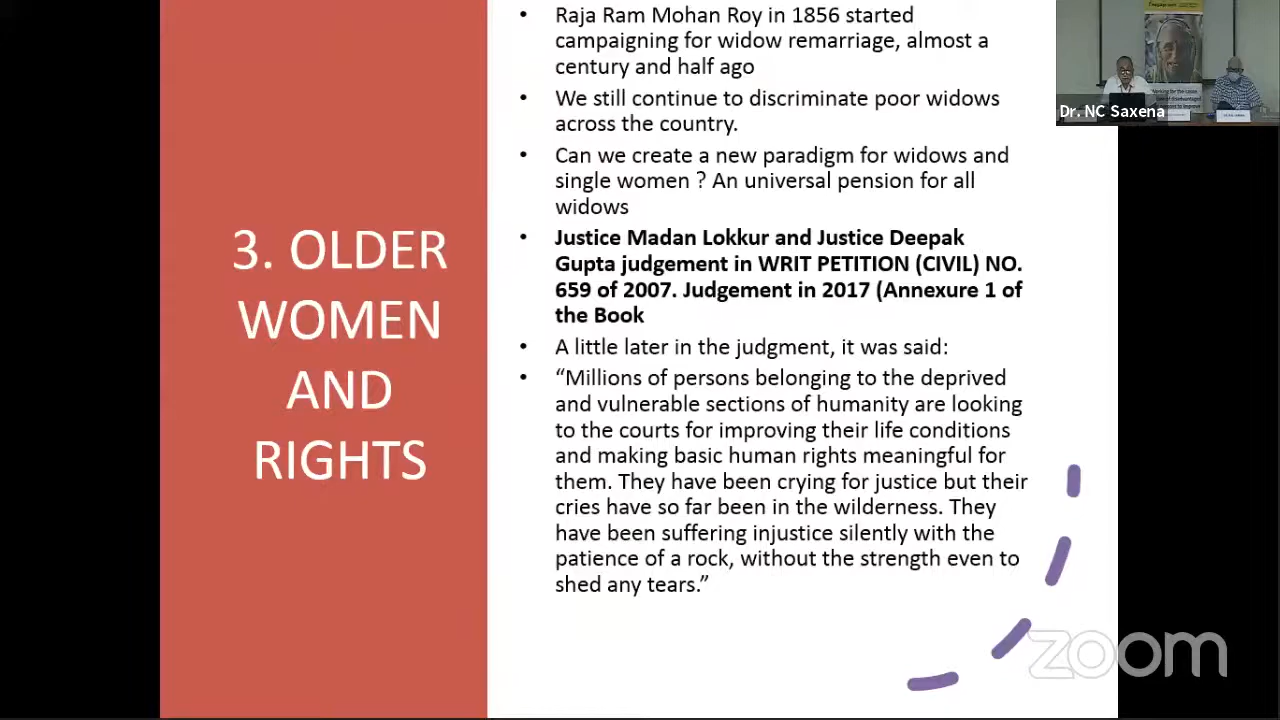 3. OLDER
WOMEN
AND
RIGHTS
• Raja Ram Mohan Roy in 1856 started
campaigning for widow remarriage, almost a
century and half ago
• We still continue to discriminate poor widows
across the country.
• Can we create a new paradigm for widows and
single women ? An universal pension for all
widows
• Justice Madan Lokkur and Justice Deepak
Gupta judgement in WRIT PETITION (CIVIL) NO.
659 of 2007. Judgement in 2017 (Annexure 1 of
the Book
• A little later in the judgment, it was said:
• “Millions of persons belonging to the deprived
and vulnerable sections of humanity are looking
to the courts for improving their life conditions
and making basic human rights meaningful for
them. They have been crying for justice but their
cries have so far been in the wilderness. They
have been suffering injustice silently with the
patience of a rock, without the strength even to
shed any tears.”
Dr. NC Saxena
zoom